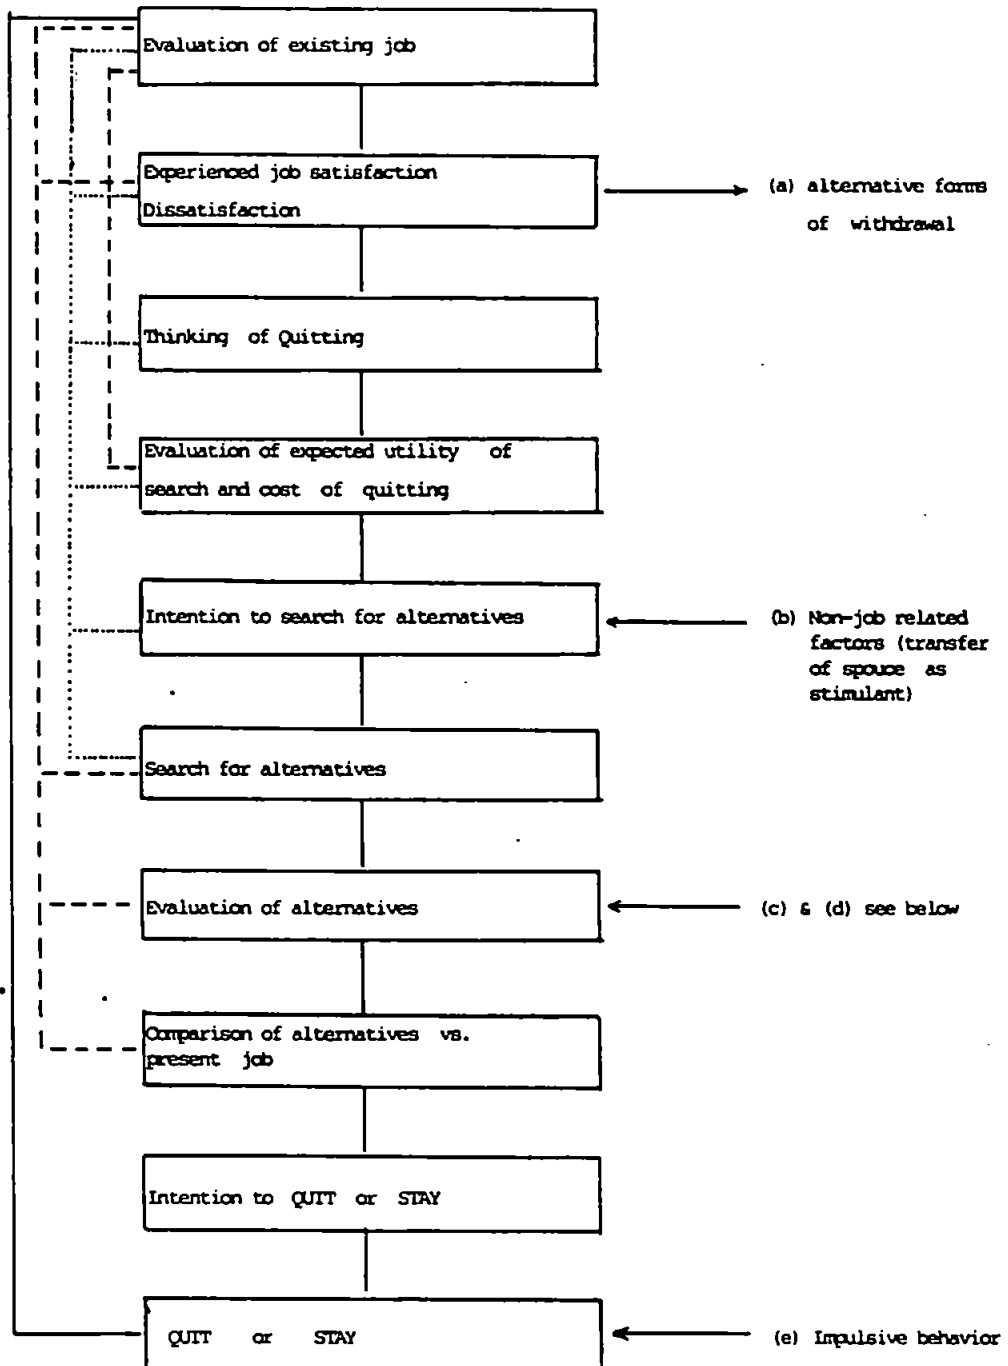 Evaluation of existing job
Experienced job satisfaction
Dissatisfaction
(a) alternative forms
of withdrawal
Thinking of Quitting
Evaluation of expected utility of
search and cost of quitting
Intention to search for alternatives
(b) Non-job related
factors (transfer
of spouce as
stimulant)
Search for alternatives
Evaluation of alternatives
(c) & (d) see below
Comparison of alternatives vs.
present job
Intention to QUIT or STAY
QUIT or STAY
(e) Impulsive behavior